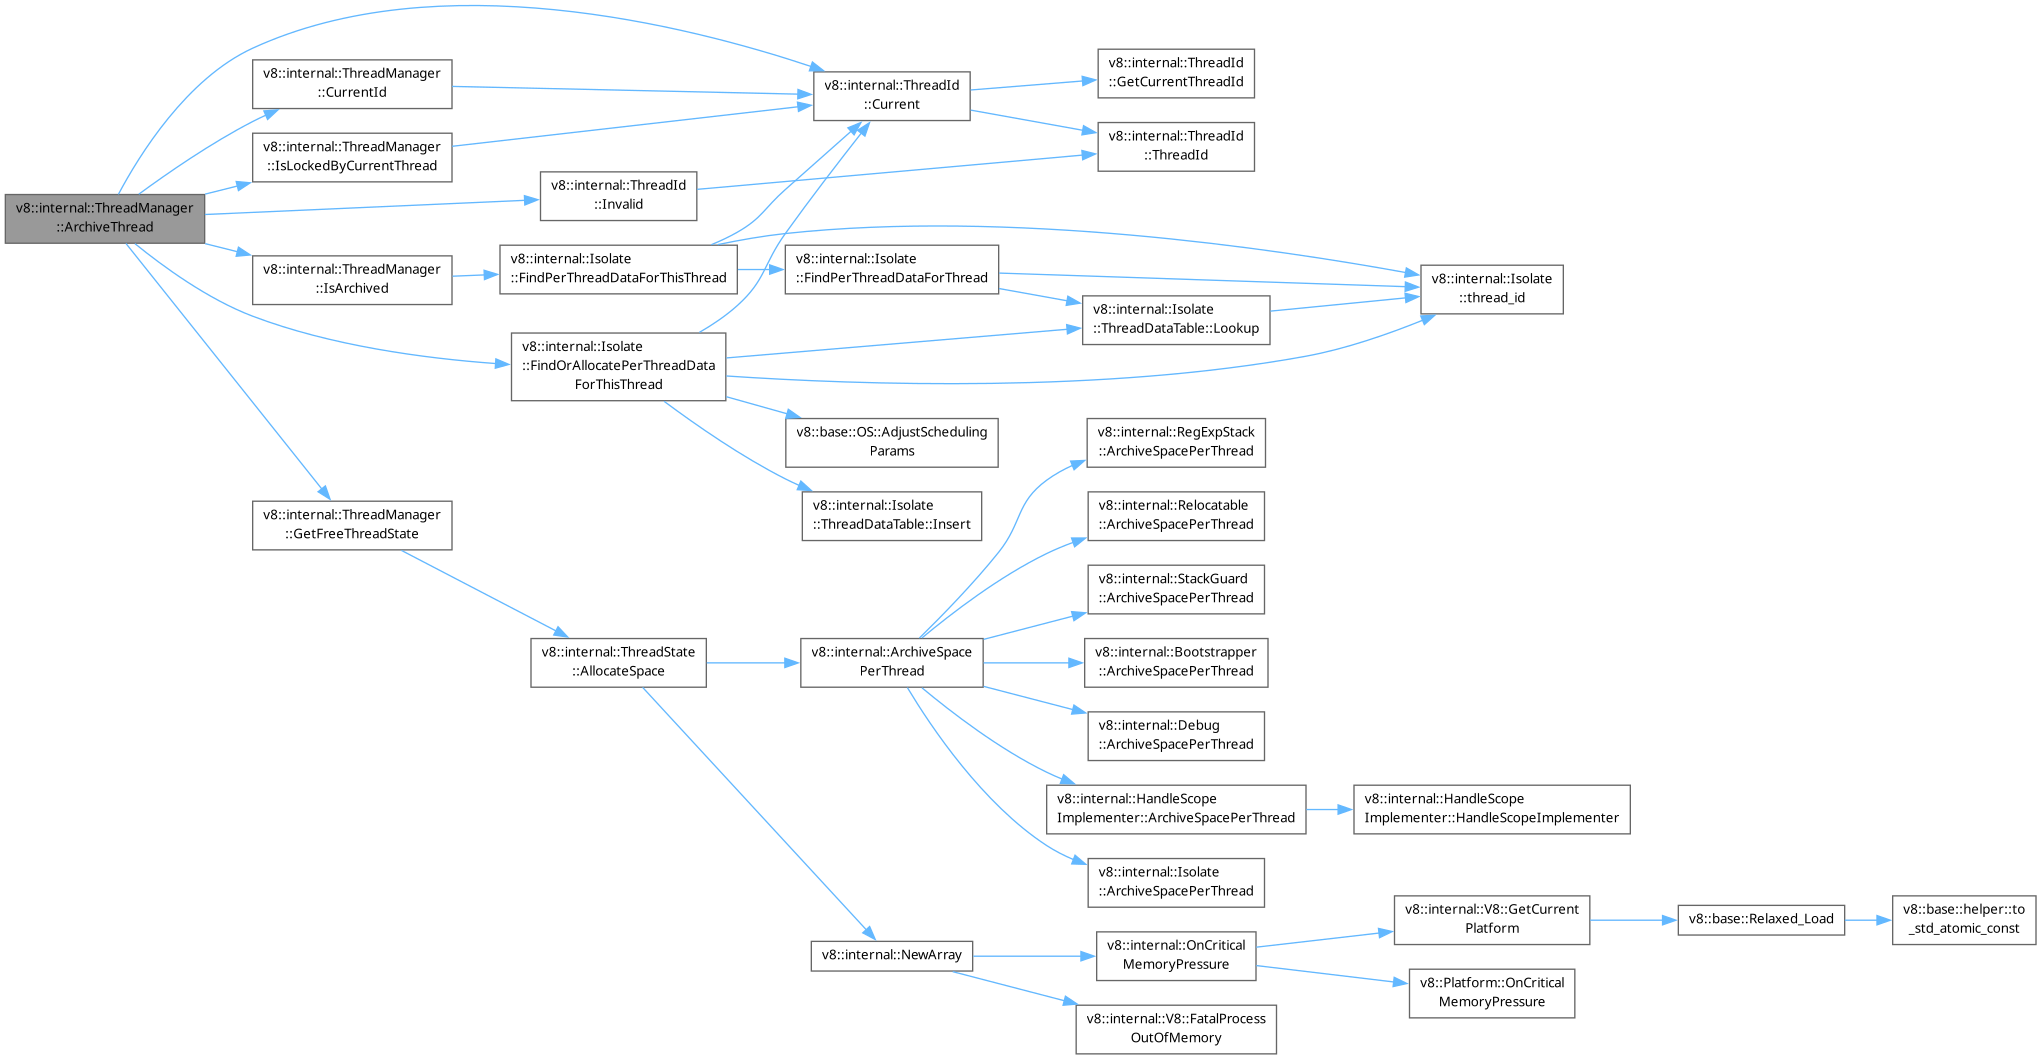 v8::internal::ThreadManager
::ArchiveThread
v8::internal::ThreadManager
::CurrentId
v8::internal::ThreadManager
::IsLockedByCurrentThread
v8::internal::ThreadManager
::IsArchived
v8::internal::ThreadManager
::GetFreeThreadState
v8::internal::ThreadId
::Invalid
v8::internal::Isolate
::FindPerThreadDataForThisThread
v8::internal::Isolate
::FindOrAllocatePerThreadData
ForThisThread
v8::internal::ThreadState
::AllocateSpace
v8::internal::ThreadId
::Current
v8::internal::Isolate
::FindPerThreadDataForThread
v8::base::OS::AdjustScheduling
Params
v8::internal::Isolate
::ThreadDataTable::Insert
v8::internal::ArchiveSpace
PerThread
v8::internal::NewArray
v8::internal::ThreadId
::GetCurrentThreadId
v8::internal::ThreadId
::ThreadId
v8::internal::Isolate
::ThreadDataTable::Lookup
v8::internal::RegExpStack
::ArchiveSpacePerThread
v8::internal::Relocatable
::ArchiveSpacePerThread
v8::internal::StackGuard
::ArchiveSpacePerThread
v8::internal::Bootstrapper
::ArchiveSpacePerThread
v8::internal::Debug
::ArchiveSpacePerThread
v8::internal::HandleScope
Implementer::ArchiveSpacePerThread
v8::internal::Isolate
::ArchiveSpacePerThread
v8::internal::OnCritical
MemoryPressure
v8::internal::V8::FatalProcess
OutOfMemory
v8::internal::Isolate
::thread_id
v8::internal::HandleScope
Implementer::HandleScopeImplementer
v8::internal::V8::GetCurrent
Platform
v8::Platform::OnCritical
MemoryPressure
v8::base::Relaxed_Load
v8::base::helper::to
_std_atomic_const